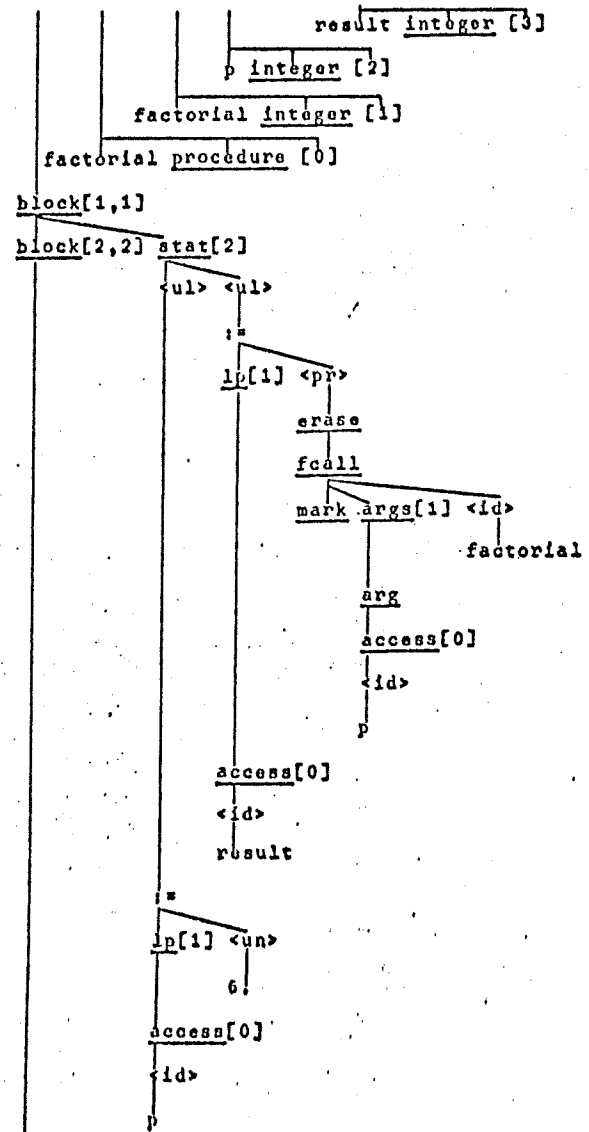 result integer [3]
p integer [2]
factorial integer [1]
factorial procedure [0]
block[1,1]
block[2,2] stat[2]
<ul> <ul>
:=
lp[1] <pr>
erase
fcall
mark args[1] <id>
factorial
arg
access[0]
<id>
p
access[0]
<id>
result
:=
lp[1] <un>
6
access[0]
<id>
p